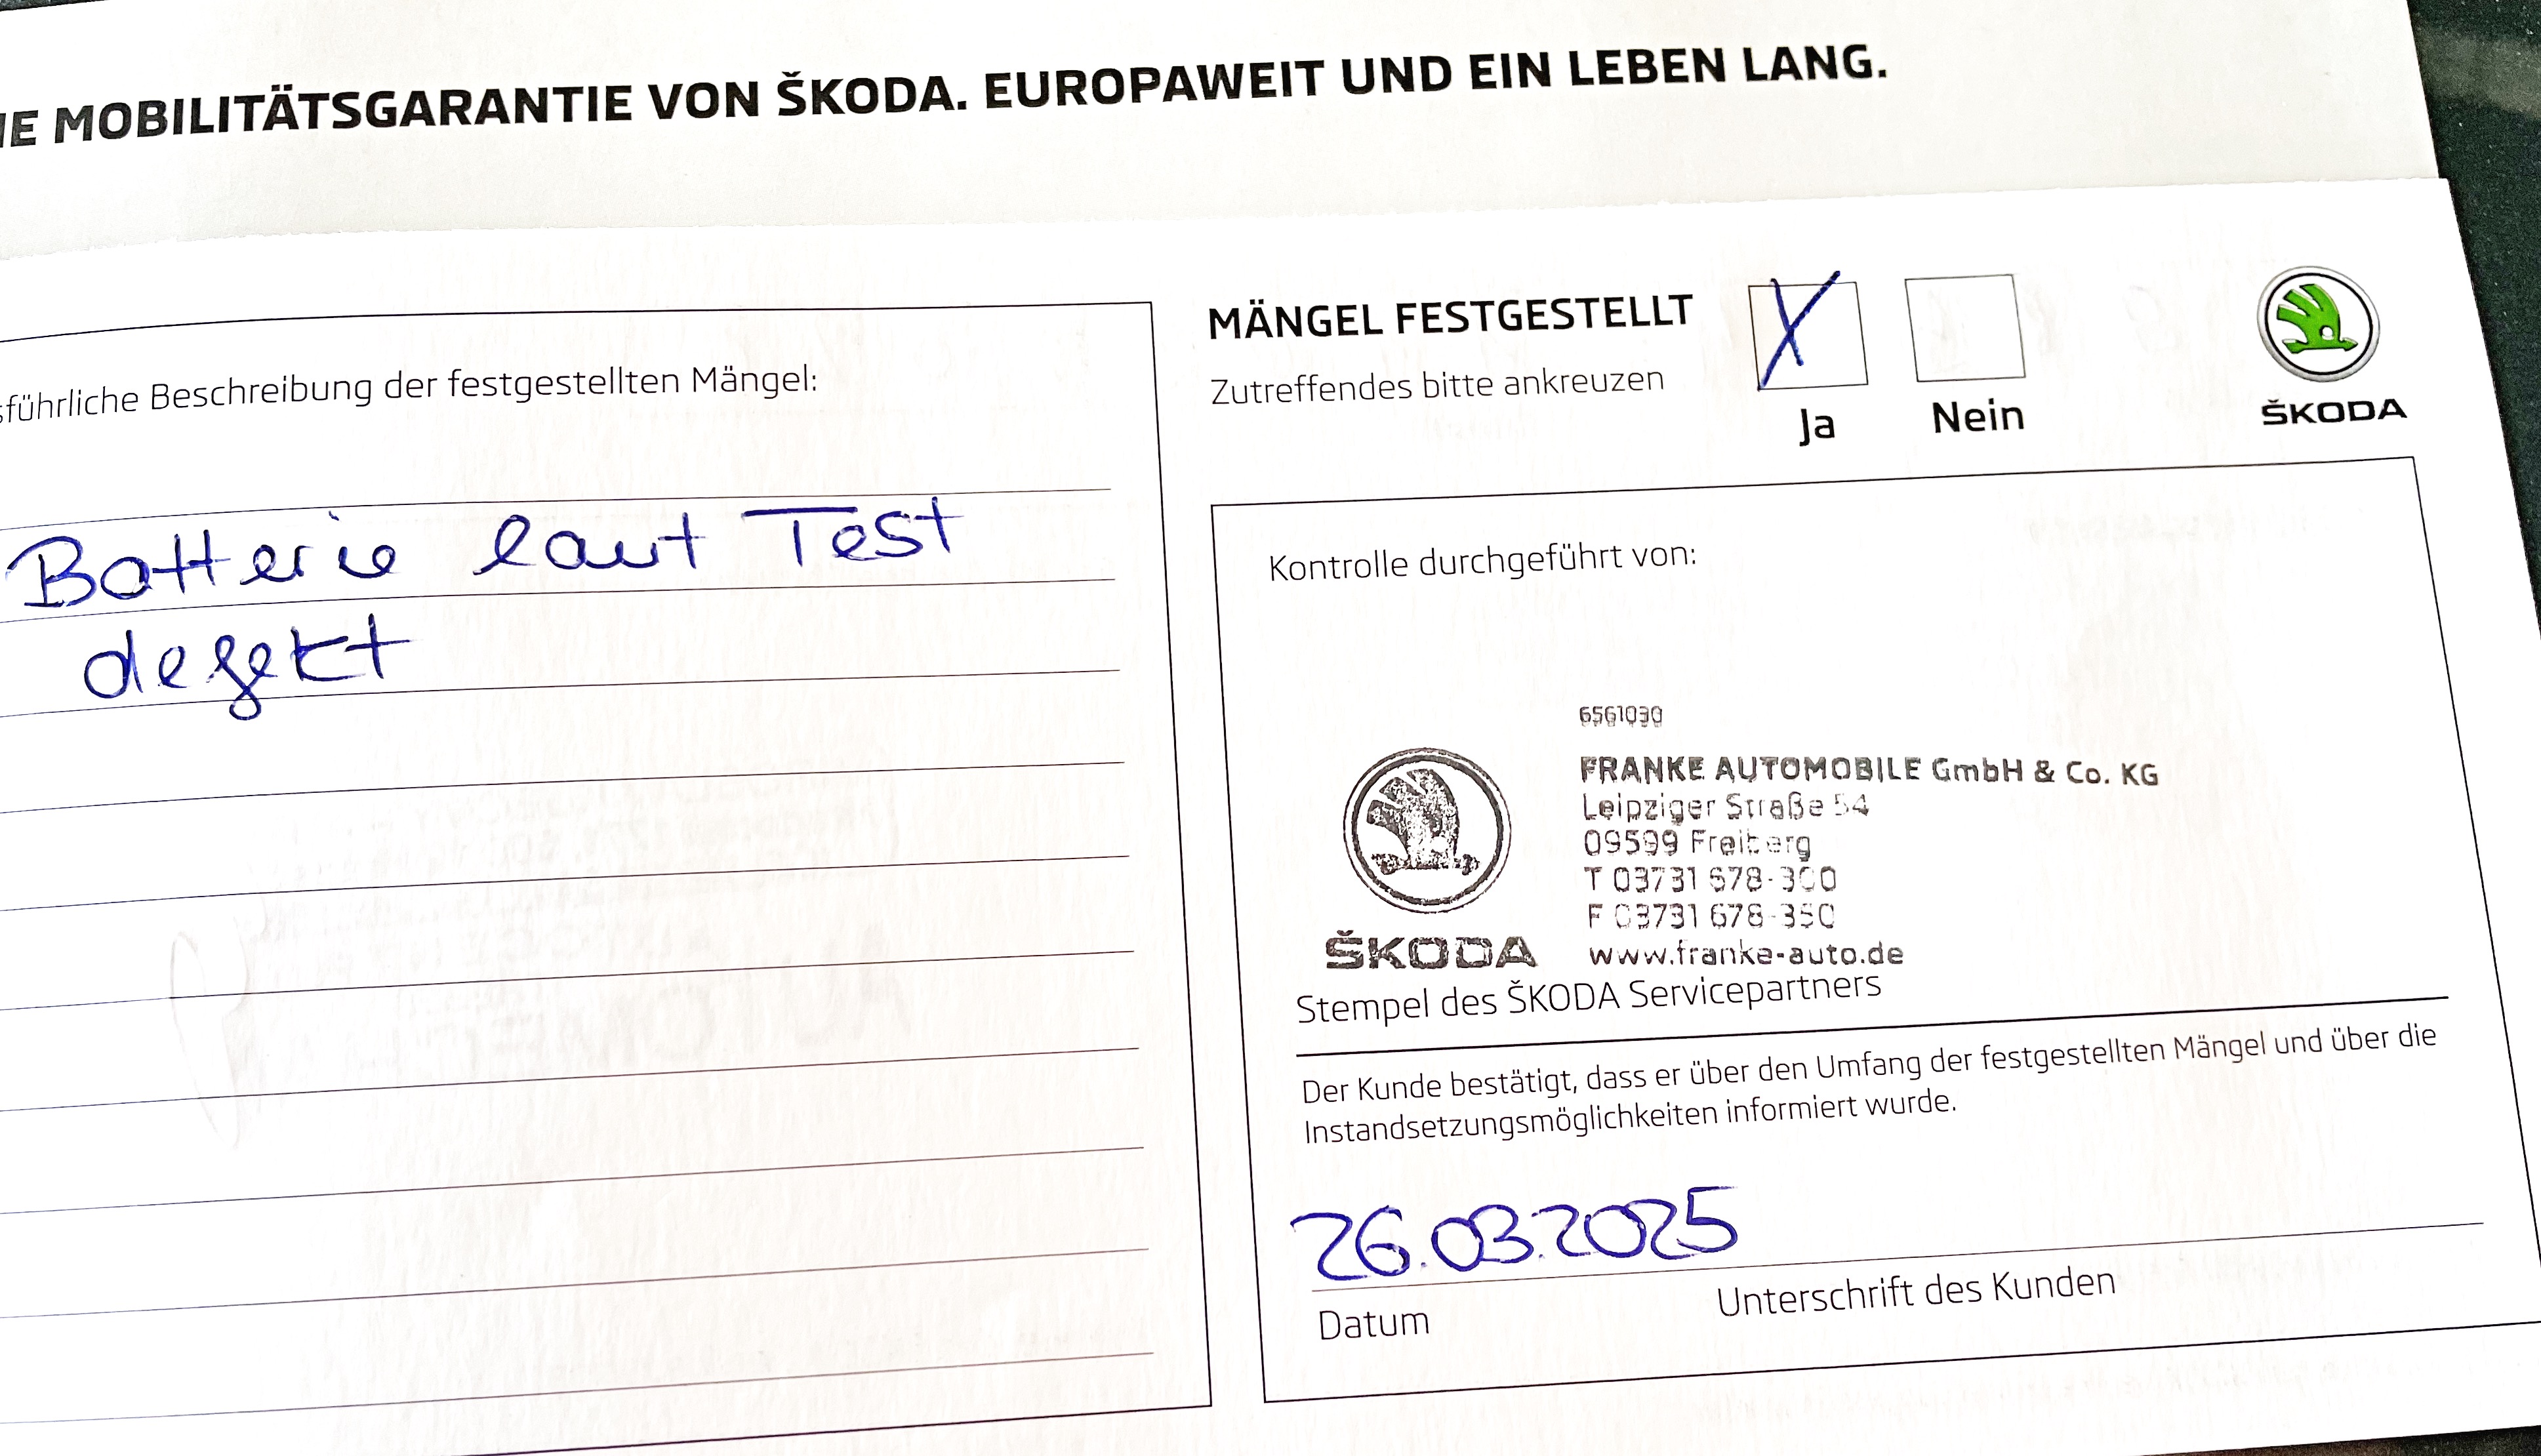 IE MOBILITÄTSGARANTIE VON ŠKODA. EUROPAWEIT UND EIN LEBEN LANG.
sführliche Beschreibung der festgestellten Mängel:
Batterie laut Test
defekt
MÄNGEL FESTGESTELLT
Zutreffendes bitte ankreuzen
Ja
Nein
ŠKODA
Kontrolle durchgeführt von:
6561030
FRANKE AUTOMOBILE GmbH & Co. KG
Leipziger Straße 54
09599 Freiberg
T 03731 678-300
F 03731 678-350
www.franke-auto.de
ŠKODA
Stempel des ŠKODA Servicepartners
Der Kunde bestätigt, dass er über den Umfang der festgestellten Mängel und über die
Instandsetzungsmöglichkeiten informiert wurde.
26.03.2025
Datum
Unterschrift des Kunden